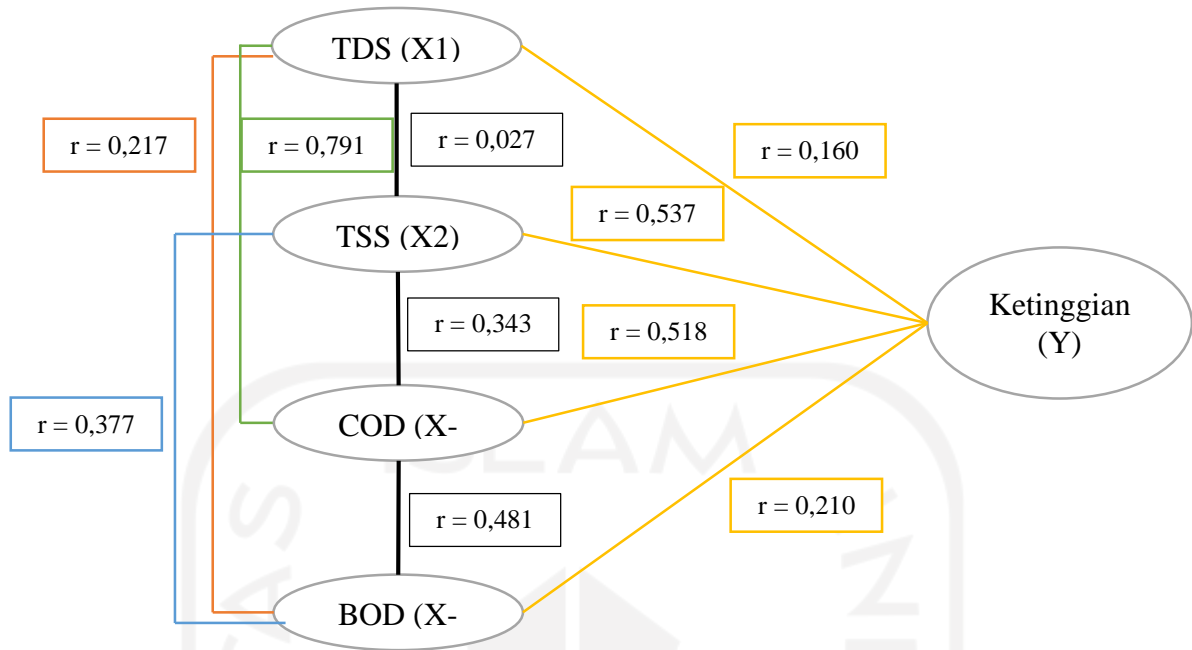 TDS (X1)
r = 0,217
r = 0,791
r = 0,027
r = 0,160
r = 0,537
TSS (X2)
Ketinggian
(Y)
r = 0,343
r = 0,518
r = 0,377
COD (X-
ISLAM
r = 0,481
r = 0,210
BOD (X-